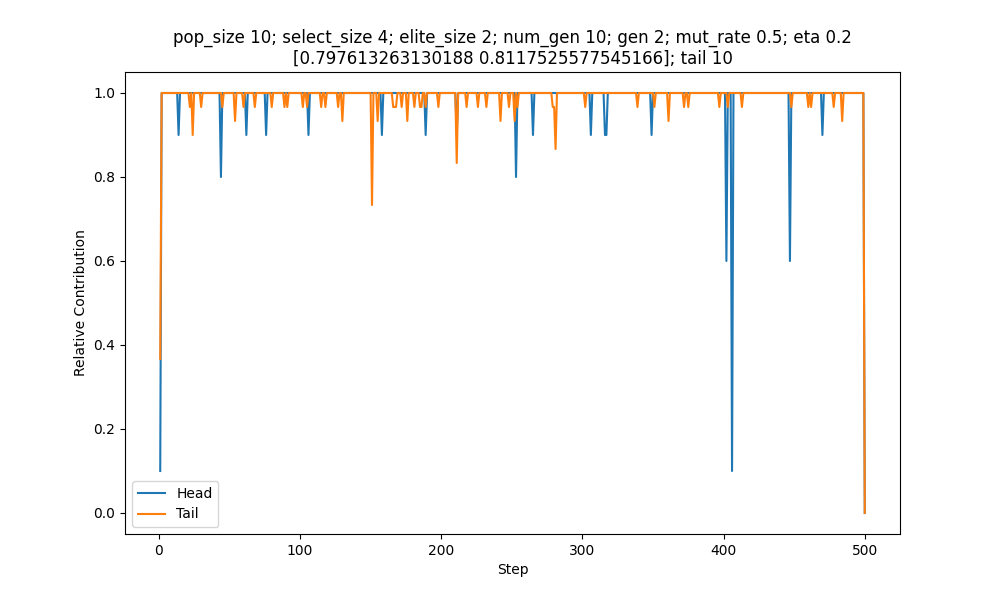 pop_size 10; select_size 4; elite_size 2; num_gen 10; gen 2; mut_rate 0.5; eta 0.2
[0.797613263130188 0.8117525577545166]; tail 10
1.0
0.8
0.6
0.4
0.2
0.0
Relative Contribution
Head
Tail
0
100
200
300
400
500
Step